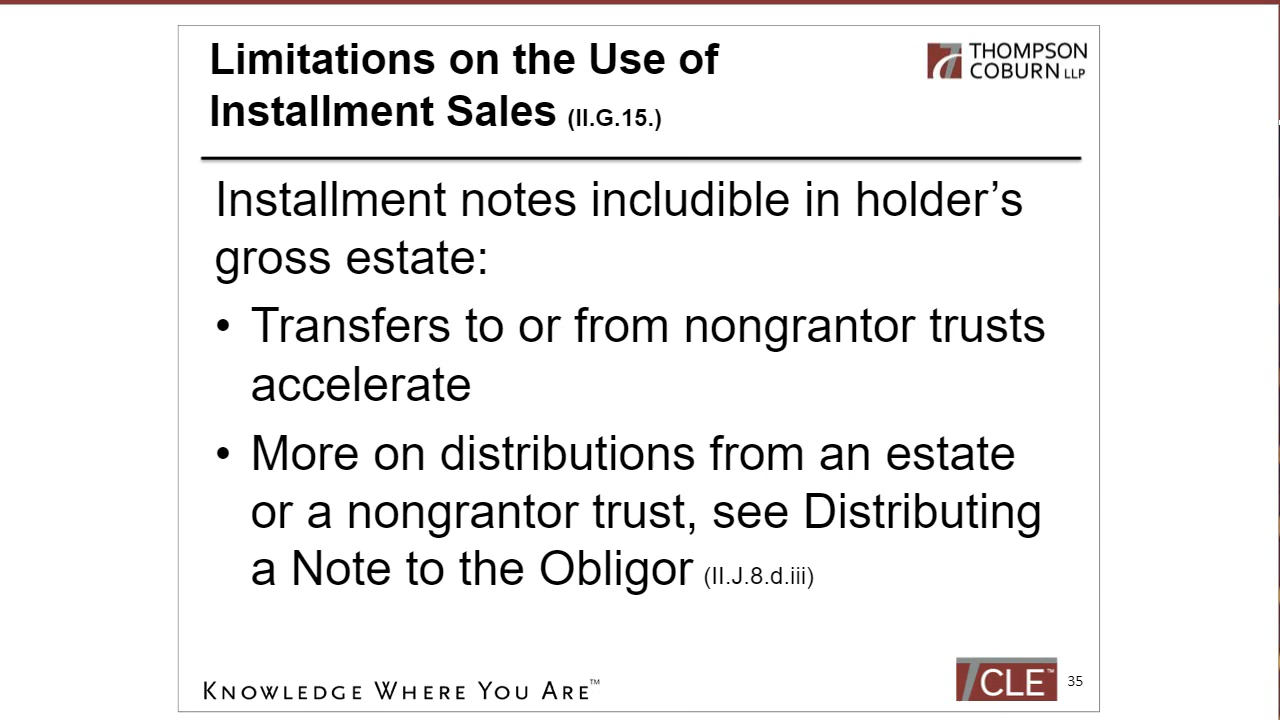 Limitations on the Use of
Installment Sales (II.G.15.)
THOMPSON
COBURN LLP
Installment notes includible in holder’s
gross estate:
• Transfers to or from nongrantor trusts
accelerate
• More on distributions from an estate
or a nongrantor trust, see Distributing
a Note to the Obligor (II.J.8.d.iii)
KNOWLEDGE WHERE YOU ARE™
CLE™
35